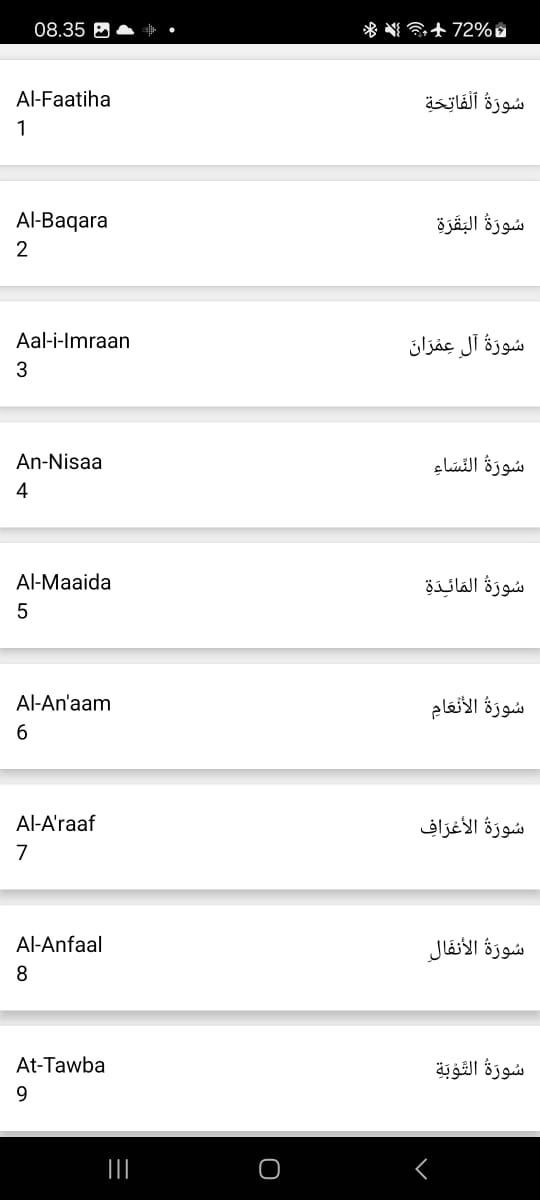 08.35
72%
Al-Faatiha
سُورَةُ ٱلْفَاتِحَةِ
1
Al-Baqara
سُورَةُ البَقَرَةِ
2
Aal-i-Imraan
سُورَةُ آلِ عِمۡرَانَ
3
An-Nisaa
سُورَةُ النِّسَاءِ
4
Al-Maaida
سُورَةُ المَائـِدَةِ
5
Al-An'aam
سُورَةُ الأَنۡعَامِ
6
Al-A'raaf
سُورَةُ الأَعۡرَافِ
7
Al-Anfaal
سُورَةُ الأَنفَالِ
8
At-Tawba
سُورَةُ التَّوۡبَةِ
9